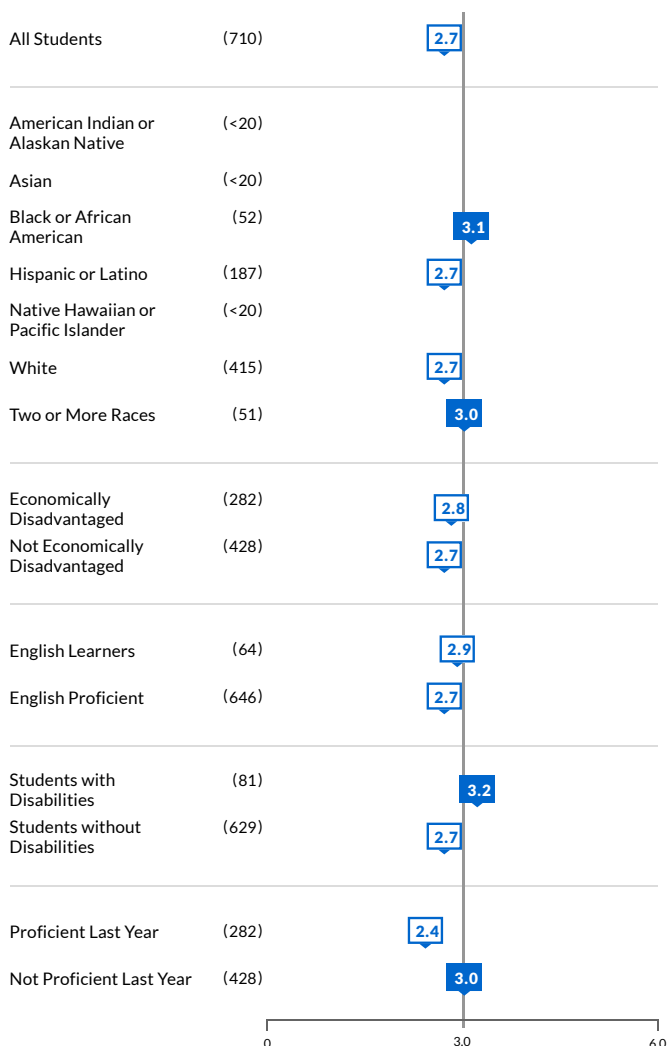 All Students (710) 2.7
American Indian or (<20)
Alaskan Native
Asian (<20)
Black or African (52) 3.1
American
Hispanic or Latino (187) 2.7
Native Hawaiian or (<20)
Pacific Islander
White (415) 2.7
Two or More Races (51) 3.0
Economically (282) 2.8
Disadvantaged
Not Economically (428) 2.7
Disadvantaged
English Learners (64) 2.9
English Proficient (646) 2.7
Students with (81) 3.2
Disabilities
Students without (629) 2.7
Disabilities
Proficient Last Year (282) 2.4
Not Proficient Last Year (428) 3.0
0 3.0 6.0